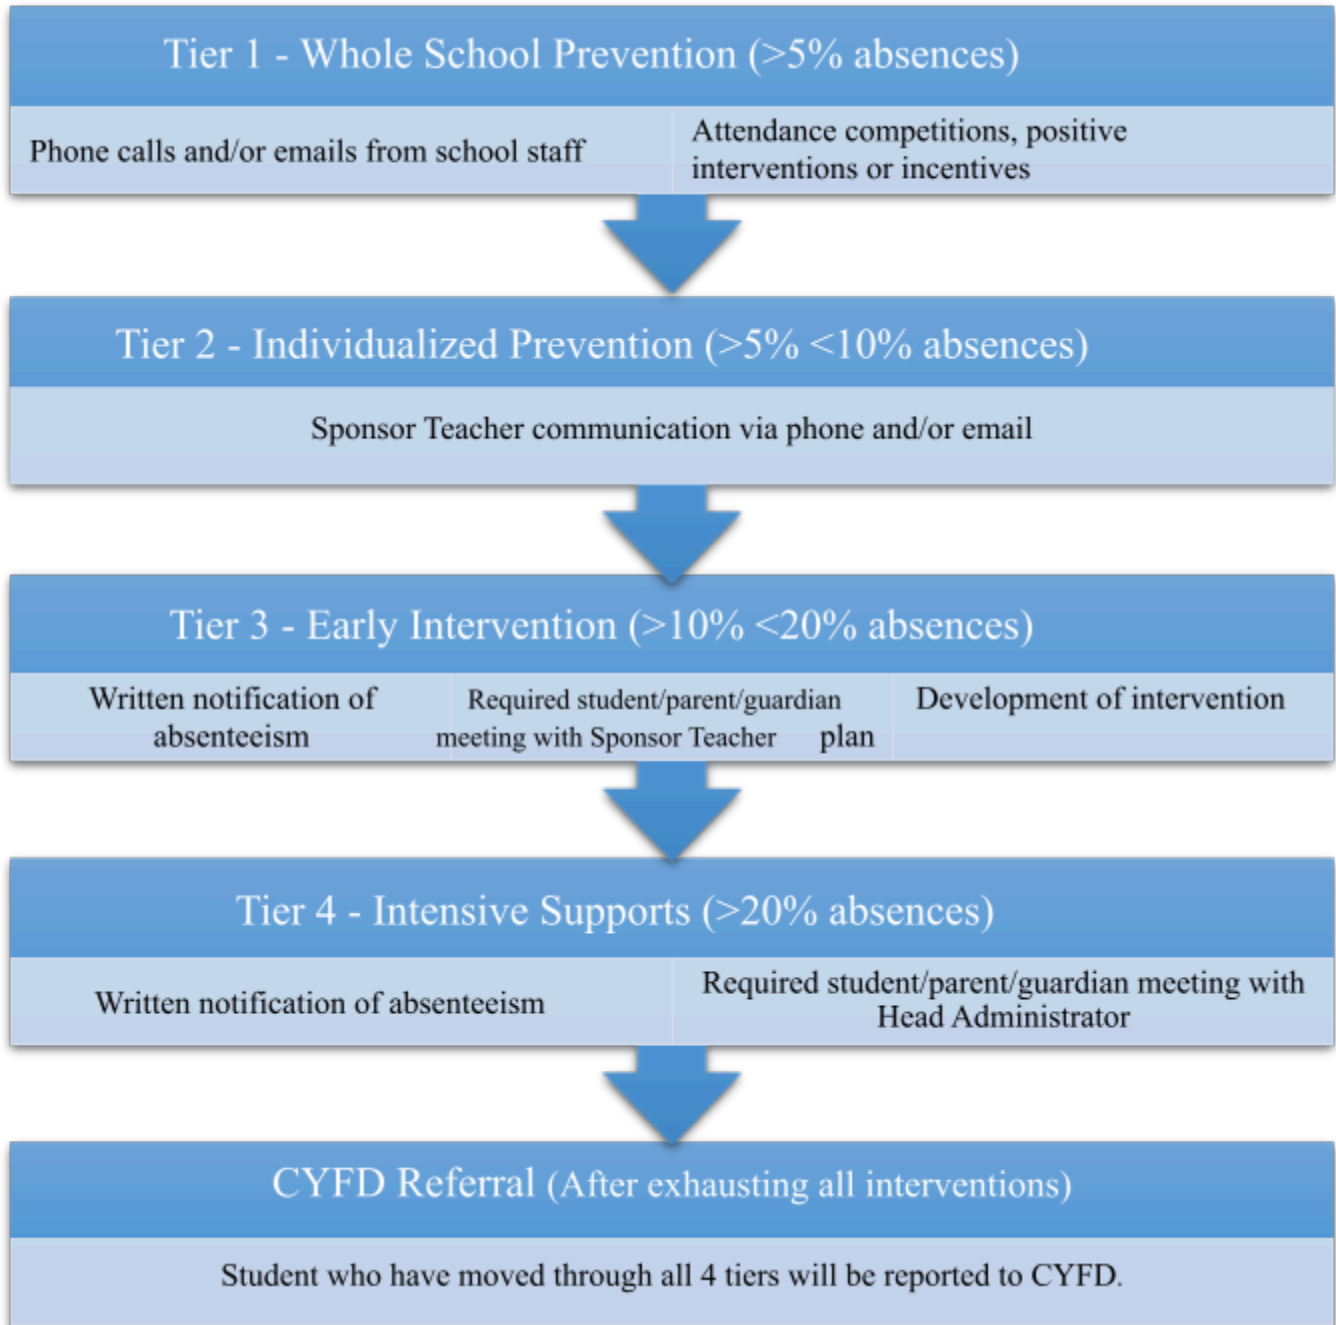 Tier 1 - Whole School Prevention (>5% absences)
Phone calls and/or emails from school staff
Attendance competitions, positive
interventions or incentives
Tier 2 - Individualized Prevention (>5% <10% absences)
Sponsor Teacher communication via phone and/or email
Tier 3 - Early Intervention (>10% <20% absences)
Written notification of
absenteeism
Required student/parent/guardian
meeting with Sponsor Teacher plan
Development of intervention
Tier 4 - Intensive Supports (>20% absences)
Written notification of absenteeism
Required student/parent/guardian meeting with
Head Administrator
CYFD Referral (After exhausting all interventions)
Student who have moved through all 4 tiers will be reported to CYFD.